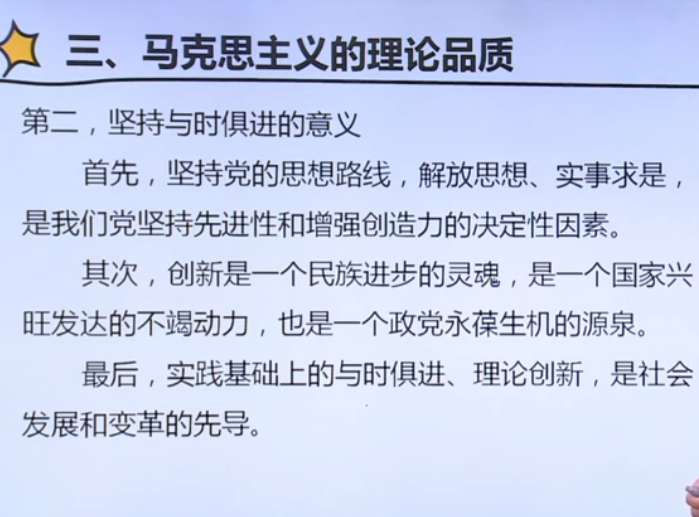 三、马克思主义的理论品质
第二，坚持与时俱进的意义
首先，坚持党的思想路线，解放思想、实事求是，
是我们党坚持先进性和增强创造力的决定性因素。
其次，创新是一个民族进步的灵魂，是一个国家兴
旺发达的不竭动力，也是一个政党永葆生机的源泉。
最后，实践基础上的与时俱进、理论创新，是社会
发展和变革的先导。